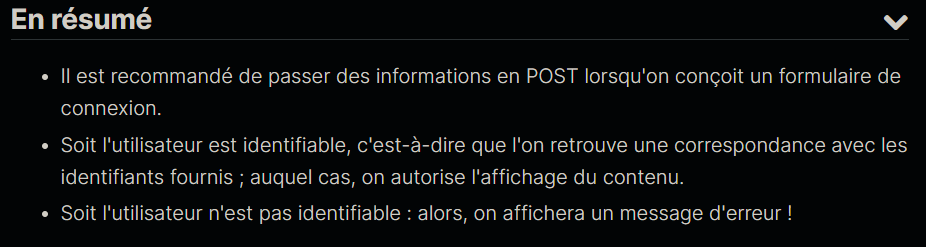 En résumé
• Il est recommandé de passer des informations en POST lorsqu'on conçoit un formulaire de
connexion.
• Soit l'utilisateur est identifiable, c'est-à-dire que l'on retrouve une correspondance avec les
identifiants fournis ; auquel cas, on autorise l'affichage du contenu.
• Soit l'utilisateur n'est pas identifiable : alors, on affichera un message d'erreur !